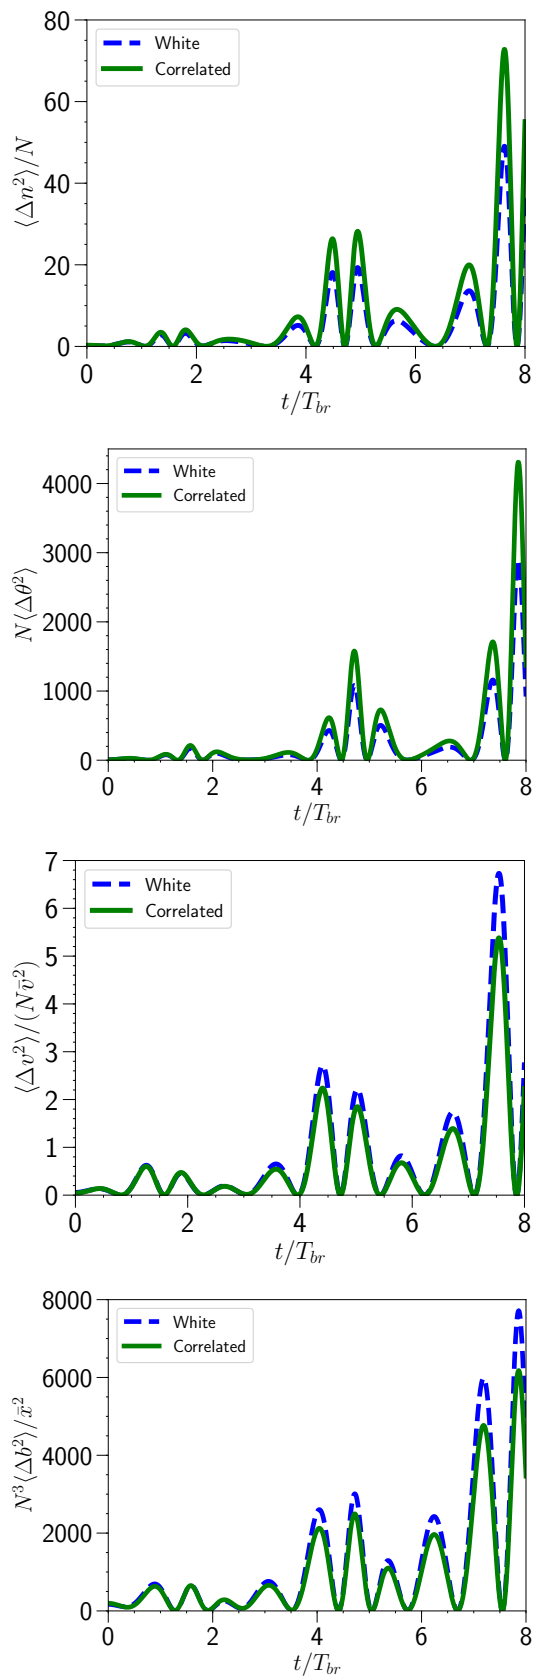 80
60
40
20
0
⟨Δn²⟩/N
White
Correlated
0 2 4 6 8
t/T_br
4000
3000
2000
1000
0
N⟨Δθ²⟩
White
Correlated
0 2 4 6 8
t/T_br
7
6
5
4
3
2
1
0
⟨Δv²⟩/(Nv̄²)
White
Correlated
0 2 4 6 8
t/T_br
8000
6000
4000
2000
0
N³⟨Δb²⟩/x̄²
White
Correlated
0 2 4 6 8
t/T_br